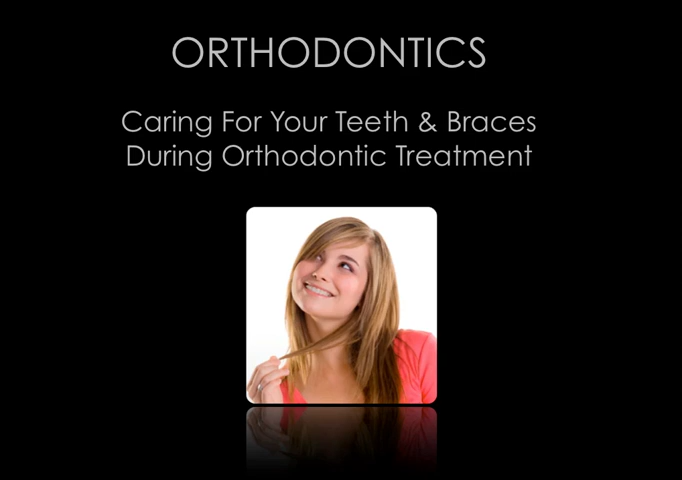 ORTHODONTICS
Caring For Your Teeth & Braces
During Orthodontic Treatment